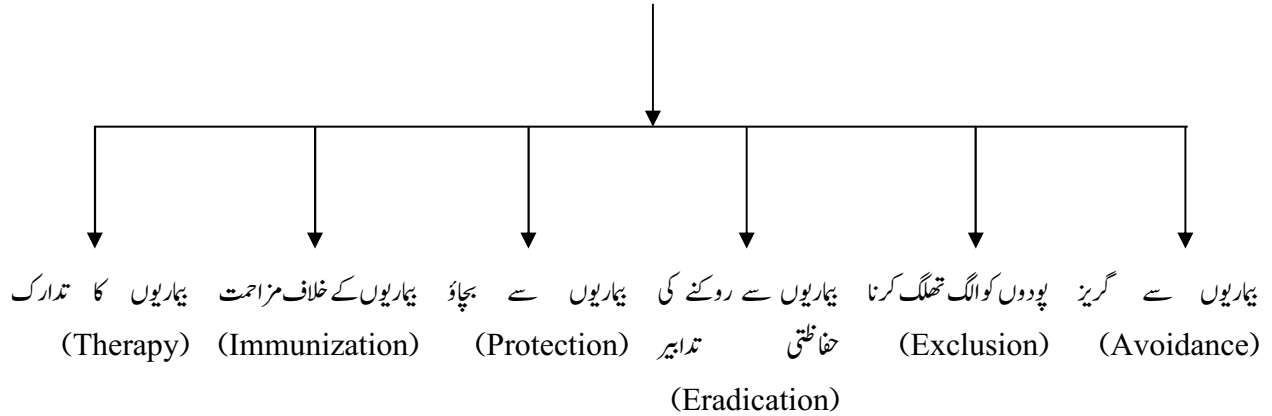 بیماریوں سے گریز
(Avoidance)
پودوں کو الگ تھلگ کرنا
(Exclusion)
بیماریوں سے روکنے کی
حفاظتی تدابیر
(Eradication)
بیماریوں سے بچاؤ
(Protection)
بیماریوں کے خلاف مزاحمت
(Immunization)
بیماریوں کا تدارک
(Therapy)